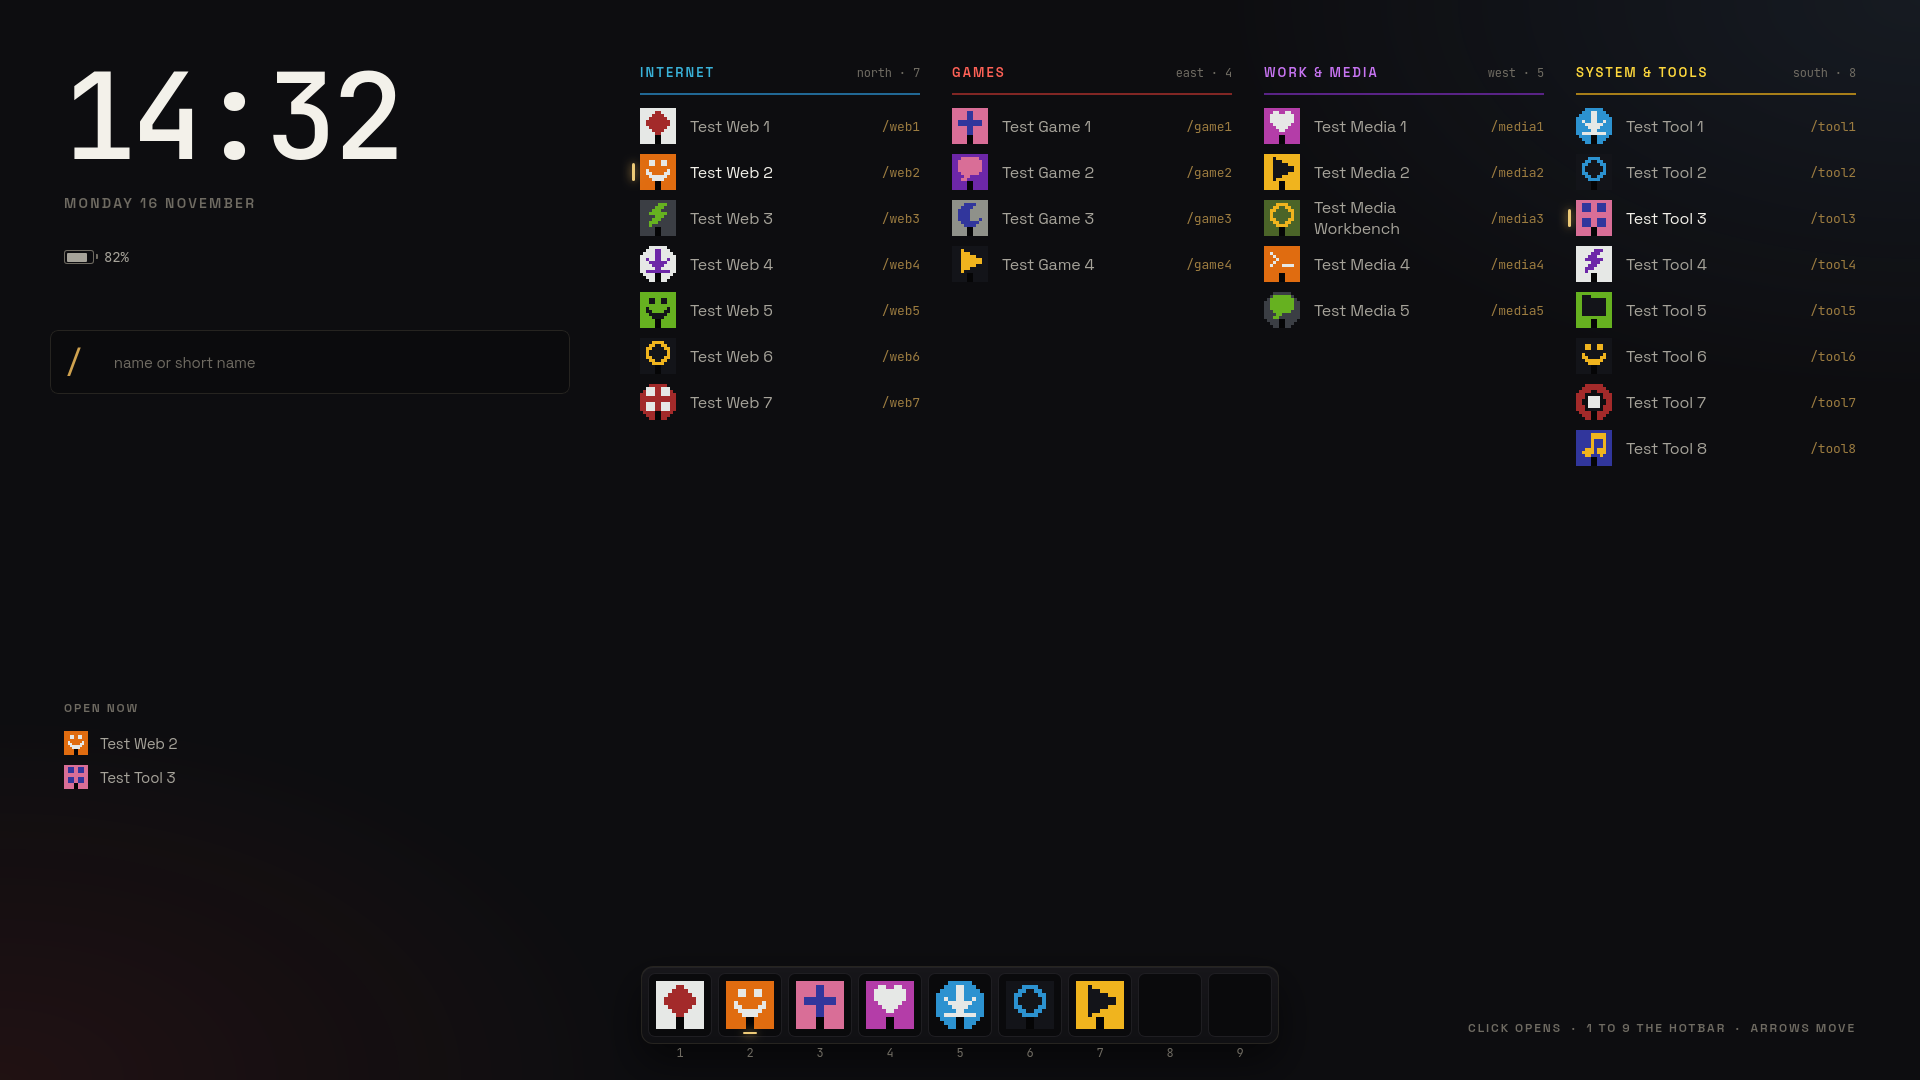 14:32
MONDAY 16 NOVEMBER
82%
/ name or short name
OPEN NOW
Test Web 2
Test Tool 3
INTERNET north · 7
Test Web 1 /web1
Test Web 2 /web2
Test Web 3 /web3
Test Web 4 /web4
Test Web 5 /web5
Test Web 6 /web6
Test Web 7 /web7
GAMES east · 4
Test Game 1 /game1
Test Game 2 /game2
Test Game 3 /game3
Test Game 4 /game4
WORK & MEDIA west · 5
Test Media 1 /media1
Test Media 2 /media2
Test Media
Workbench /media3
Test Media 4 /media4
Test Media 5 /media5
SYSTEM & TOOLS south · 8
Test Tool 1 /tool1
Test Tool 2 /tool2
Test Tool 3 /tool3
Test Tool 4 /tool4
Test Tool 5 /tool5
Test Tool 6 /tool6
Test Tool 7 /tool7
Test Tool 8 /tool8
1 2 3 4 5 6 7 8 9
CLICK OPENS · 1 TO 9 THE HOTBAR · ARROWS MOVE